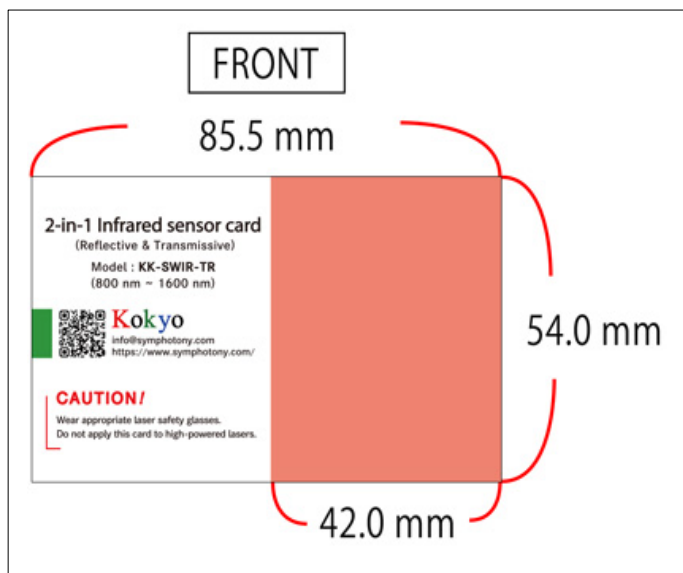 FRONT
85.5 mm
2-in-1 Infrared sensor card
(Reflective & Transmissive)
Model : KK-SWIR-TR
(800 nm ~ 1600 nm)
Kokyo
info@symphotony.com
https://www.symphotony.com/
54.0 mm
CAUTION!
Wear appropriate laser safety glasses.
Do not apply this card to high-powered lasers.
42.0 mm